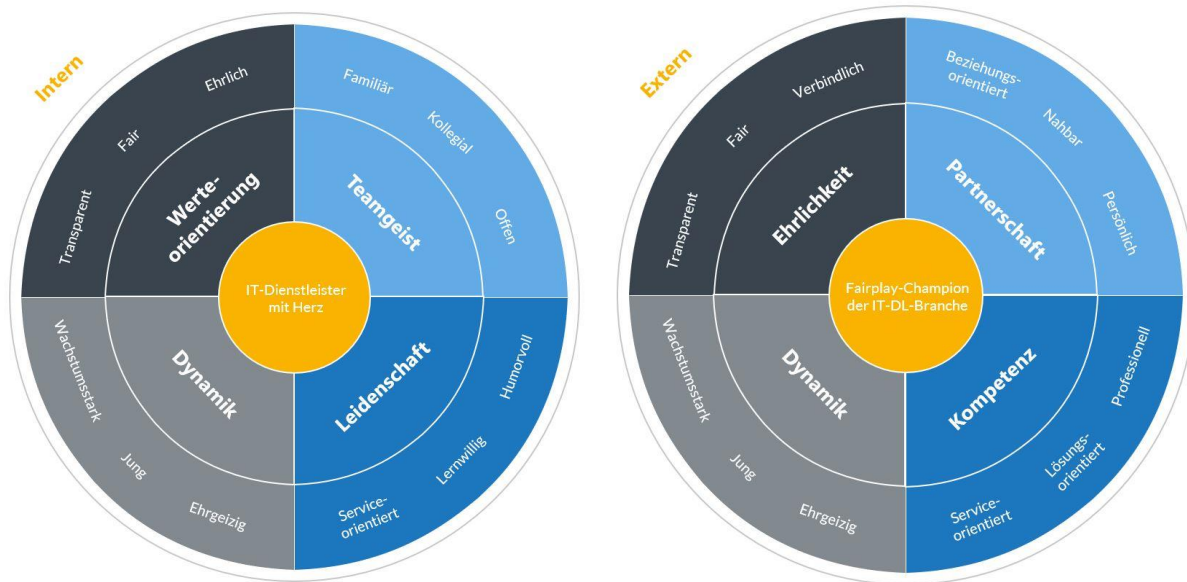 Intern
Ehrlich
Fair
Transparent
Werte-
orientierung
Familiär
Kollegial
Offen
Teamgeist
IT-Dienstleister
mit Herz
Wachstumsstark
Jung
Ehrgeizig
Dynamik
Humorvoll
Lernwillig
Service-
orientiert
Leidenschaft
Extern
Verbindlich
Fair
Transparent
Ehrlichkeit
Beziehungs-
orientiert
Nahbar
Persönlich
Partnerschaft
Fairplay-Champion
der IT-DL-Branche
Wachstumsstark
Jung
Ehrgeizig
Dynamik
Professionell
Lösungs-
orientiert
Service-
orientiert
Kompetenz